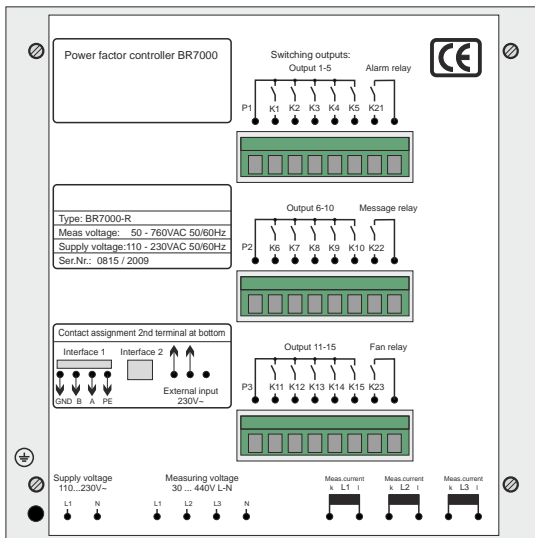 Power factor controller BR7000
Switching outputs:
Output 1-5 Alarm relay
CE
P1 K1 K2 K3 K4 K5 K21
Type: BR7000-R
Meas voltage: 50 - 760VAC 50/60Hz
Supply voltage:110 - 230VAC 50/60Hz
Ser.Nr.: 0815 / 2009
Output 6-10 Message relay
P2 K6 K7 K8 K9 K10 K22
Contact assignment 2nd terminal at bottom
Interface 1 Interface 2
External input
230V~
GND B A PE
Output 11-15 Fan relay
P3 K11 K12 K13 K14 K15 K23
Supply voltage
110...230V~
L1 N
Measuring voltage
30 ... 440V L-N
L1 L2 L3 N
Meas.current
k L1 l
Meas.current
k L2 l
Meas.current
k L3 l